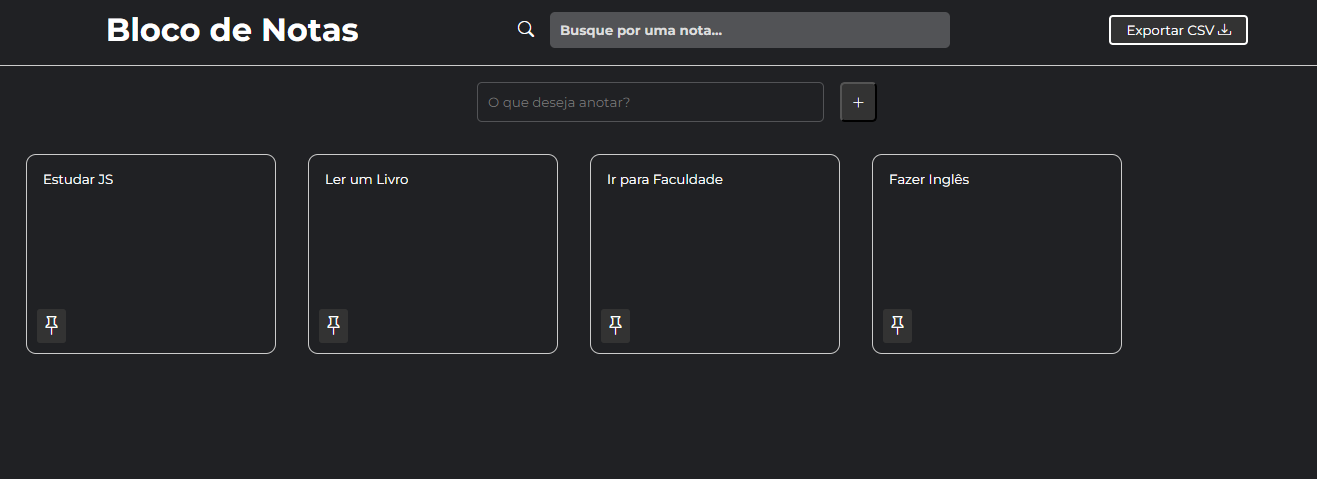 Bloco de Notas
Busque por uma nota...
Exportar CSV
O que deseja anotar?
+
Estudar JS
Ler um Livro
Ir para Faculdade
Fazer Inglês